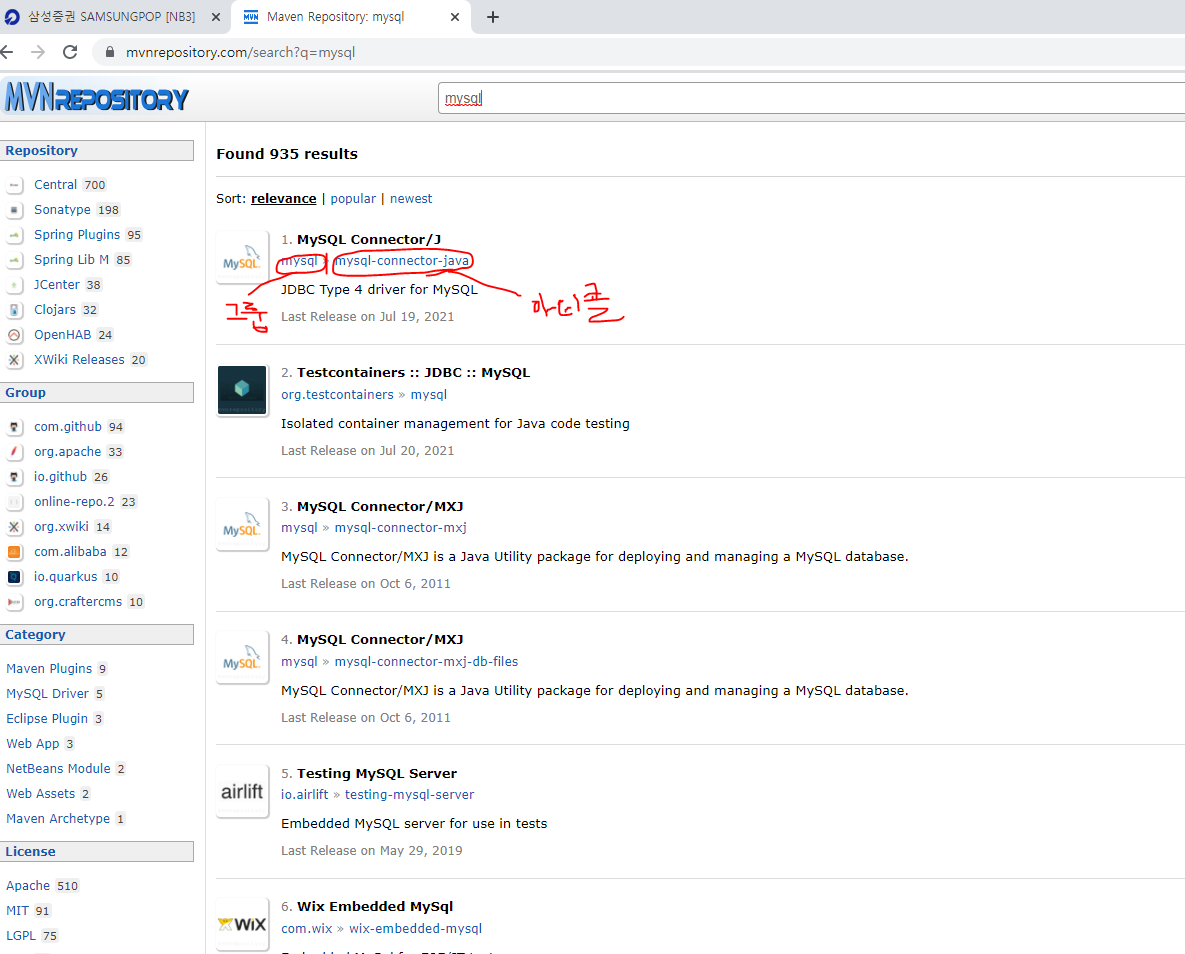 삼성증권 SAMSUNGPOP [NB3]
Maven Repository: mysql
mvnrepository.com/search?q=mysql
MVNREPOSITORY
mysql
Repository
Central 700
Sonatype 198
Spring Plugins 95
Spring Lib M 85
JCenter 38
Clojars 32
OpenHAB 24
XWiki Releases 20
Group
com.github 94
org.apache 33
io.github 26
online-repo.2 23
org.xwiki 14
com.alibaba 12
io.quarkus 10
org.craftercms 10
Category
Maven Plugins 9
MySQL Driver 5
Eclipse Plugin 3
Web App 3
NetBeans Module 2
Web Assets 2
Maven Archetype 1
License
Apache 510
MIT 91
LGPL 75
Found 935 results
Sort: relevance | popular | newest
MySQL
1. MySQL Connector/J
mysql » mysql-connector-java
JDBC Type 4 driver for MySQL
Last Release on Jul 19, 2021
그룹
2. Testcontainers :: JDBC :: MySQL
org.testcontainers » mysql
Isolated container management for Java code testing
Last Release on Jul 20, 2021
MySQL
3. MySQL Connector/MXJ
mysql » mysql-connector-mxj
MySQL Connector/MXJ is a Java Utility package for deploying and managing a MySQL database.
Last Release on Oct 6, 2011
MySQL
4. MySQL Connector/MXJ
mysql » mysql-connector-mxj-db-files
MySQL Connector/MXJ is a Java Utility package for deploying and managing a MySQL database.
Last Release on Oct 6, 2011
airlift
5. Testing MySQL Server
io.airlift » testing-mysql-server
Embedded MySQL server for use in tests
Last Release on May 29, 2019
WiX
6. Wix Embedded MySql
com.wix » wix-embedded-mysql